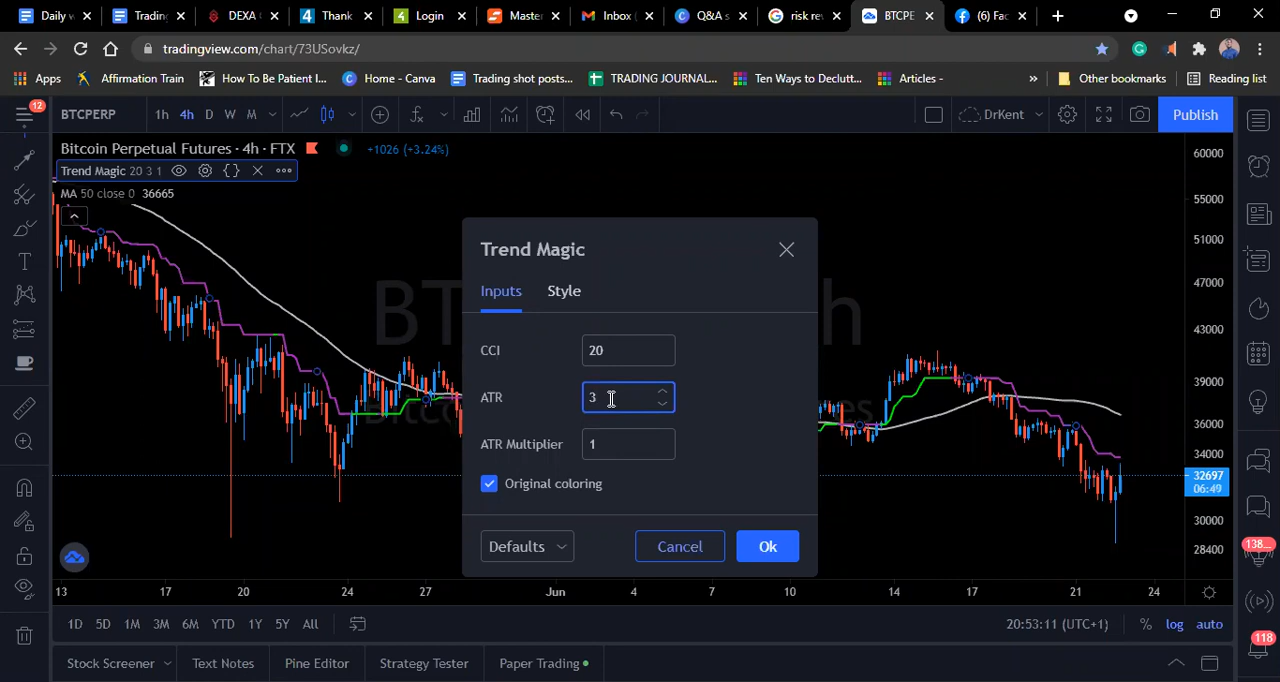 Daily w
Trading
DEXA C
Thank
Login
Master
Inbox (
Q&A s
risk rev
BTCPE
(6) Fac
tradingview.com/chart/73USovkz/
Apps
Affirmation Train
How To Be Patient I...
Home - Canva
Trading shot posts...
TRADING JOURNAL...
Ten Ways to Declutt...
Articles -
»
Other bookmarks
Reading list
12
BTCPERP
1h
4h
D
W
M
DrKent
Publish
Bitcoin Perpetual Futures · 4h · FTX
+1026 (+3.24%)
Trend Magic 20 3 1
MA 50 close 0 36665
60000
55000
51000
47000
43000
39000
36000
34000
32697
06:49
30000
28400
Trend Magic
Inputs
Style
CCI
20
ATR
3
ATR Multiplier
1
Original coloring
Defaults
Cancel
Ok
13
17
20
24
27
Jun
4
7
10
14
17
21
24
1D
5D
1M
3M
6M
YTD
1Y
5Y
All
20:53:11 (UTC+1)
%
log
auto
Stock Screener
Text Notes
Pine Editor
Strategy Tester
Paper Trading
138...
118